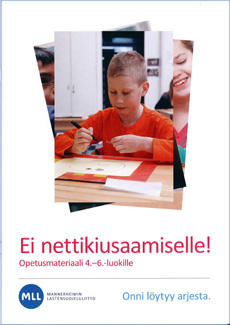 Ei nettikiusaamiselle!
Opetusmateriaali 4.–6.-luokille
MLL
MANNERHEIMIN
LASTENSUOJELULIITTO
Onni löytyy arjesta.